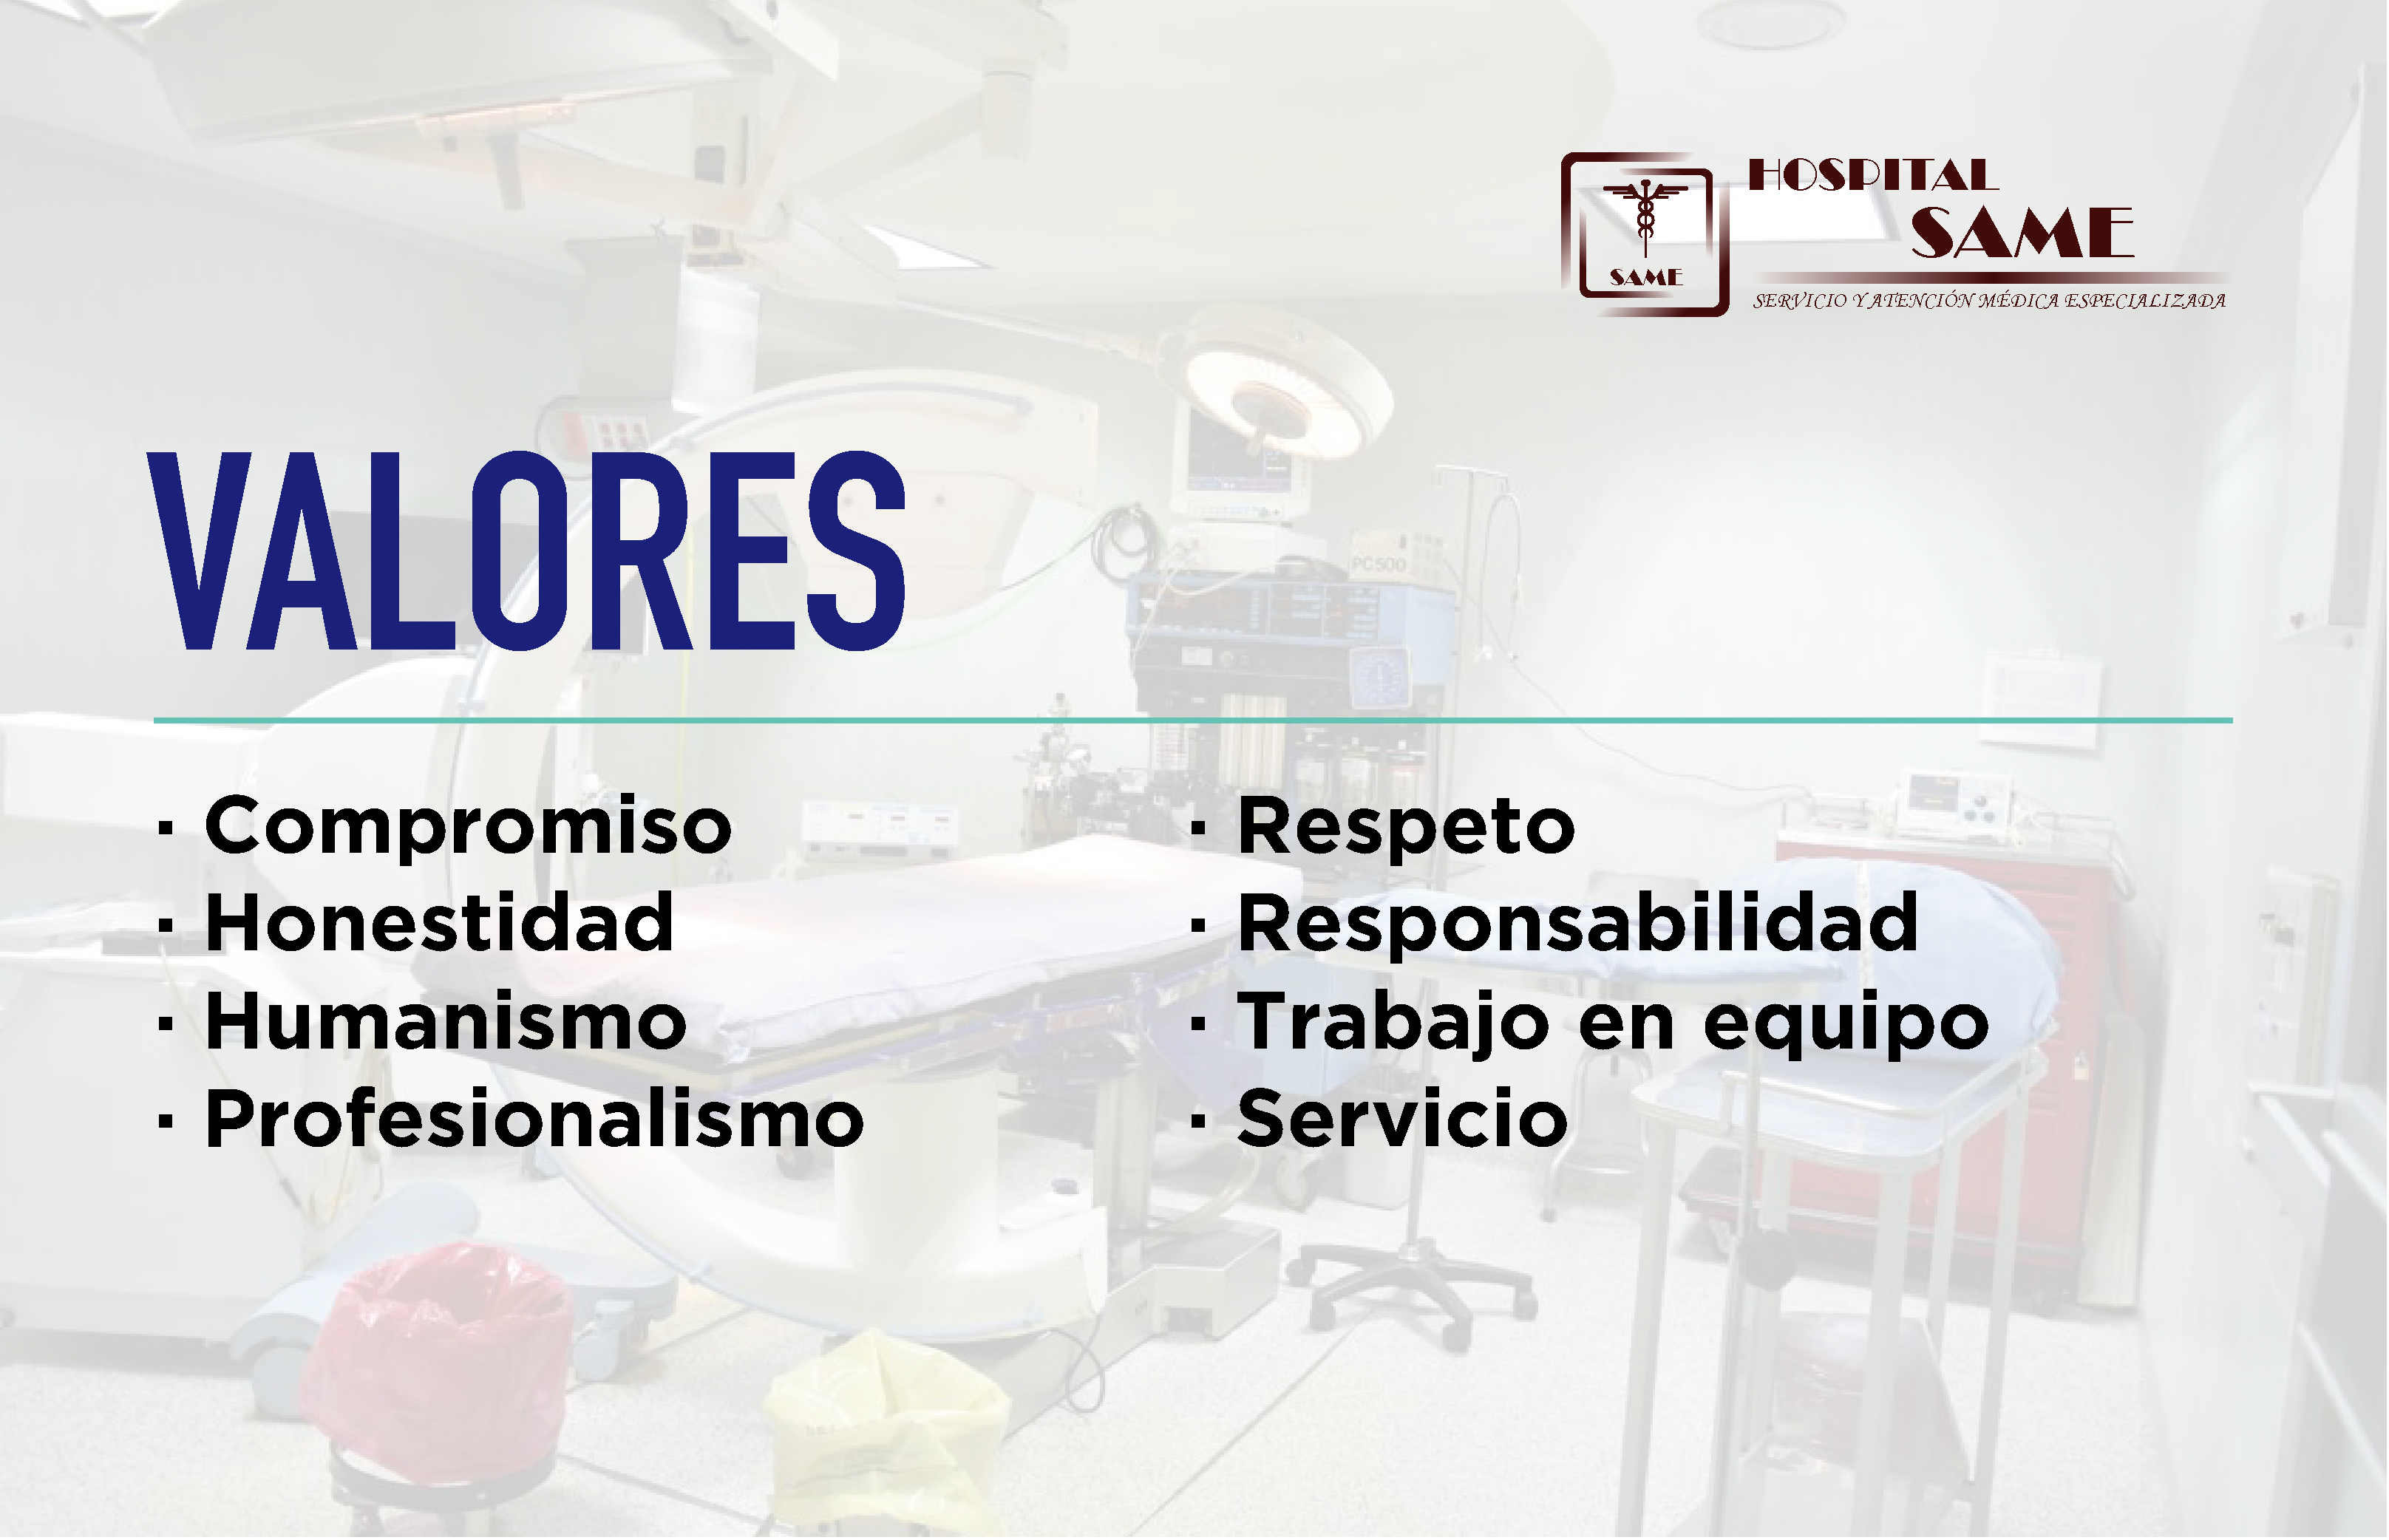 HOSPITAL
SAME
SAME
SERVICIO Y ATENCIÓN MÉDICA ESPECIALIZADA
VALORES
· Compromiso
· Honestidad
· Humanismo
· Profesionalismo
· Respeto
· Responsabilidad
· Trabajo en equipo
· Servicio
PC500